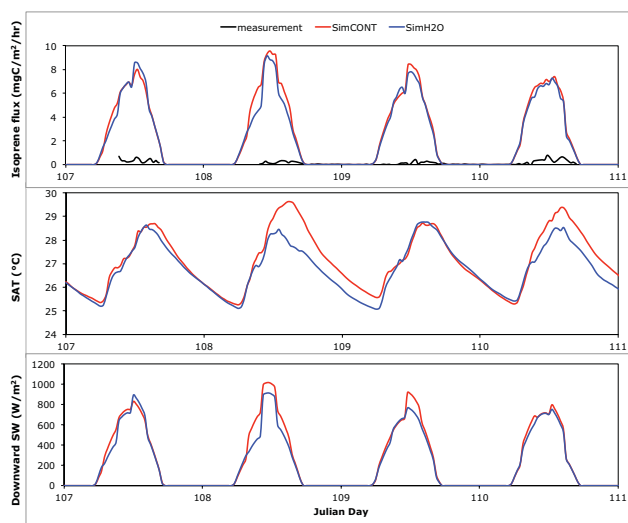 measurement SimCONT SimH2O
Isoprene flux (mgC/m²/hr)
10
8
6
4
2
0
107 108 109 110 111
SAT (°C)
30
29
28
27
26
25
24
107 108 109 110 111
Downward SW (W/m²)
1200
1000
800
600
400
200
0
107 108 109 110 111
Julian Day